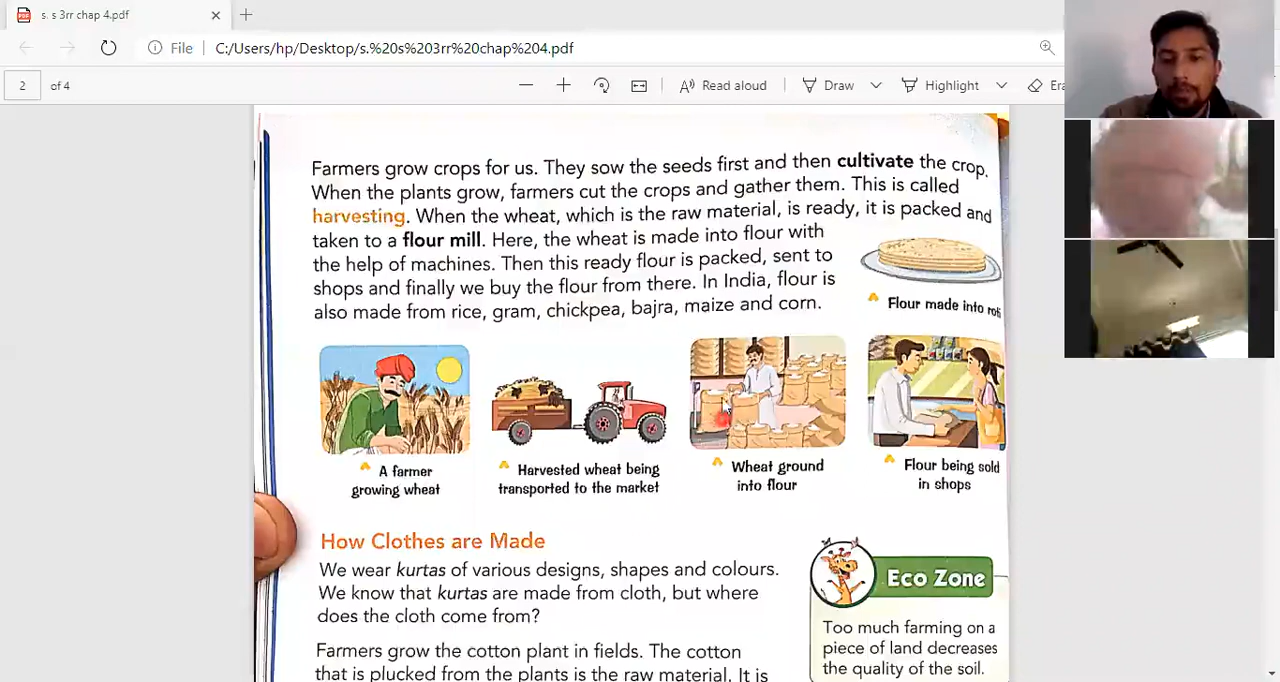 s. s 3rr chap 4.pdf
File
C:/Users/hp/Desktop/s.%20s%203rr%20chap%204.pdf
2 of 4
Read aloud
Draw
Highlight
Era
Farmers grow crops for us. They sow the seeds first and then cultivate the crop.
When the plants grow, farmers cut the crops and gather them. This is called
harvesting. When the wheat, which is the raw material, is ready, it is packed and
taken to a flour mill. Here, the wheat is made into flour with
the help of machines. Then this ready flour is packed, sent to
shops and finally we buy the flour from there. In India, flour is
also made from rice, gram, chickpea, bajra, maize and corn.
Flour made into roti
A farmer
growing wheat
Harvested wheat being
transported to the market
Wheat ground
into flour
Flour being sold
in shops
How Clothes are Made
We wear kurtas of various designs, shapes and colours.
We know that kurtas are made from cloth, but where
does the cloth come from?
Farmers grow the cotton plant in fields. The cotton
that is plucked from the plants is the raw material. It is
Eco Zone
Too much farming on a
piece of land decreases
the quality of the soil.